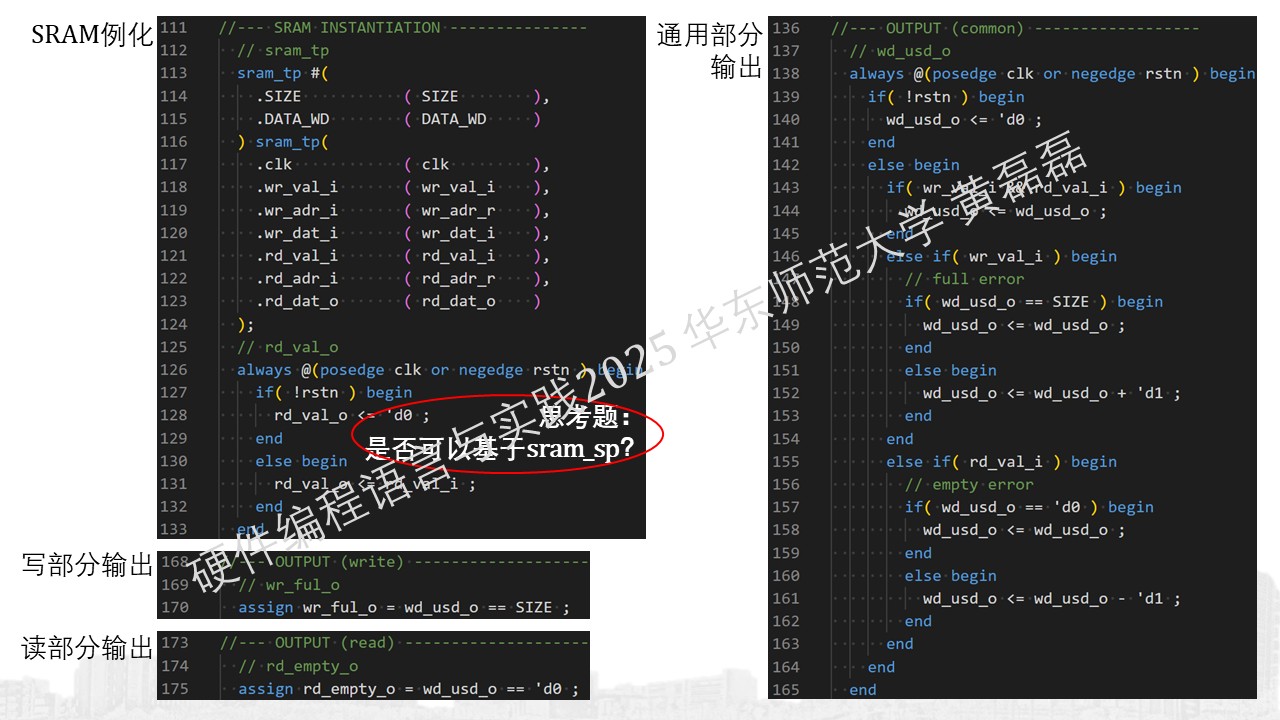 SRAM例化
111 //--- SRAM INSTANTIATION ---------------
112 // sram_tp
113 sram_tp #(
114 .SIZE ( SIZE ),
115 .DATA_WD ( DATA_WD )
116 ) sram_tp(
117 .clk ( clk ),
118 .wr_val_i ( wr_val_i ),
119 .wr_adr_i ( wr_adr_r ),
120 .wr_dat_i ( wr_dat_i ),
121 .rd_val_i ( rd_val_i ),
122 .rd_adr_i ( rd_adr_r ),
123 .rd_dat_o ( rd_dat_o )
124 );
125 // rd_val_o
126 always @(posedge clk or negedge rstn ) begin
127 if( !rstn ) begin
128 rd_val_o <= 'd0 ;
129 end
130 else begin
131 rd_val_o <= rd_val_i ;
132 end
133 end
思考题：
是否可以基于sram_sp？
写部分输出
168 //--- OUTPUT (write) -------------------
169 // wr_ful_o
170 assign wr_ful_o = wd_usd_o == SIZE ;
读部分输出
173 //--- OUTPUT (read) --------------------
174 // rd_empty_o
175 assign rd_empty_o = wd_usd_o == 'd0 ;
通用部分
输出
136 //--- OUTPUT (common) ------------------
137 // wd_usd_o
138 always @(posedge clk or negedge rstn ) begin
139 if( !rstn ) begin
140 wd_usd_o <= 'd0 ;
141 end
142 else begin
143 if( wr_val_i && rd_val_i ) begin
144 wd_usd_o <= wd_usd_o ;
145 end
146 else if( wr_val_i ) begin
147 // full error
148 if( wd_usd_o == SIZE ) begin
149 wd_usd_o <= wd_usd_o ;
150 end
151 else begin
152 wd_usd_o <= wd_usd_o + 'd1 ;
153 end
154 end
155 else if( rd_val_i ) begin
156 // empty error
157 if( wd_usd_o == 'd0 ) begin
158 wd_usd_o <= wd_usd_o ;
159 end
160 else begin
161 wd_usd_o <= wd_usd_o - 'd1 ;
162 end
163 end
164 end
165 end
硬件编程语言与实践2025 华东师范大学 黄磊磊